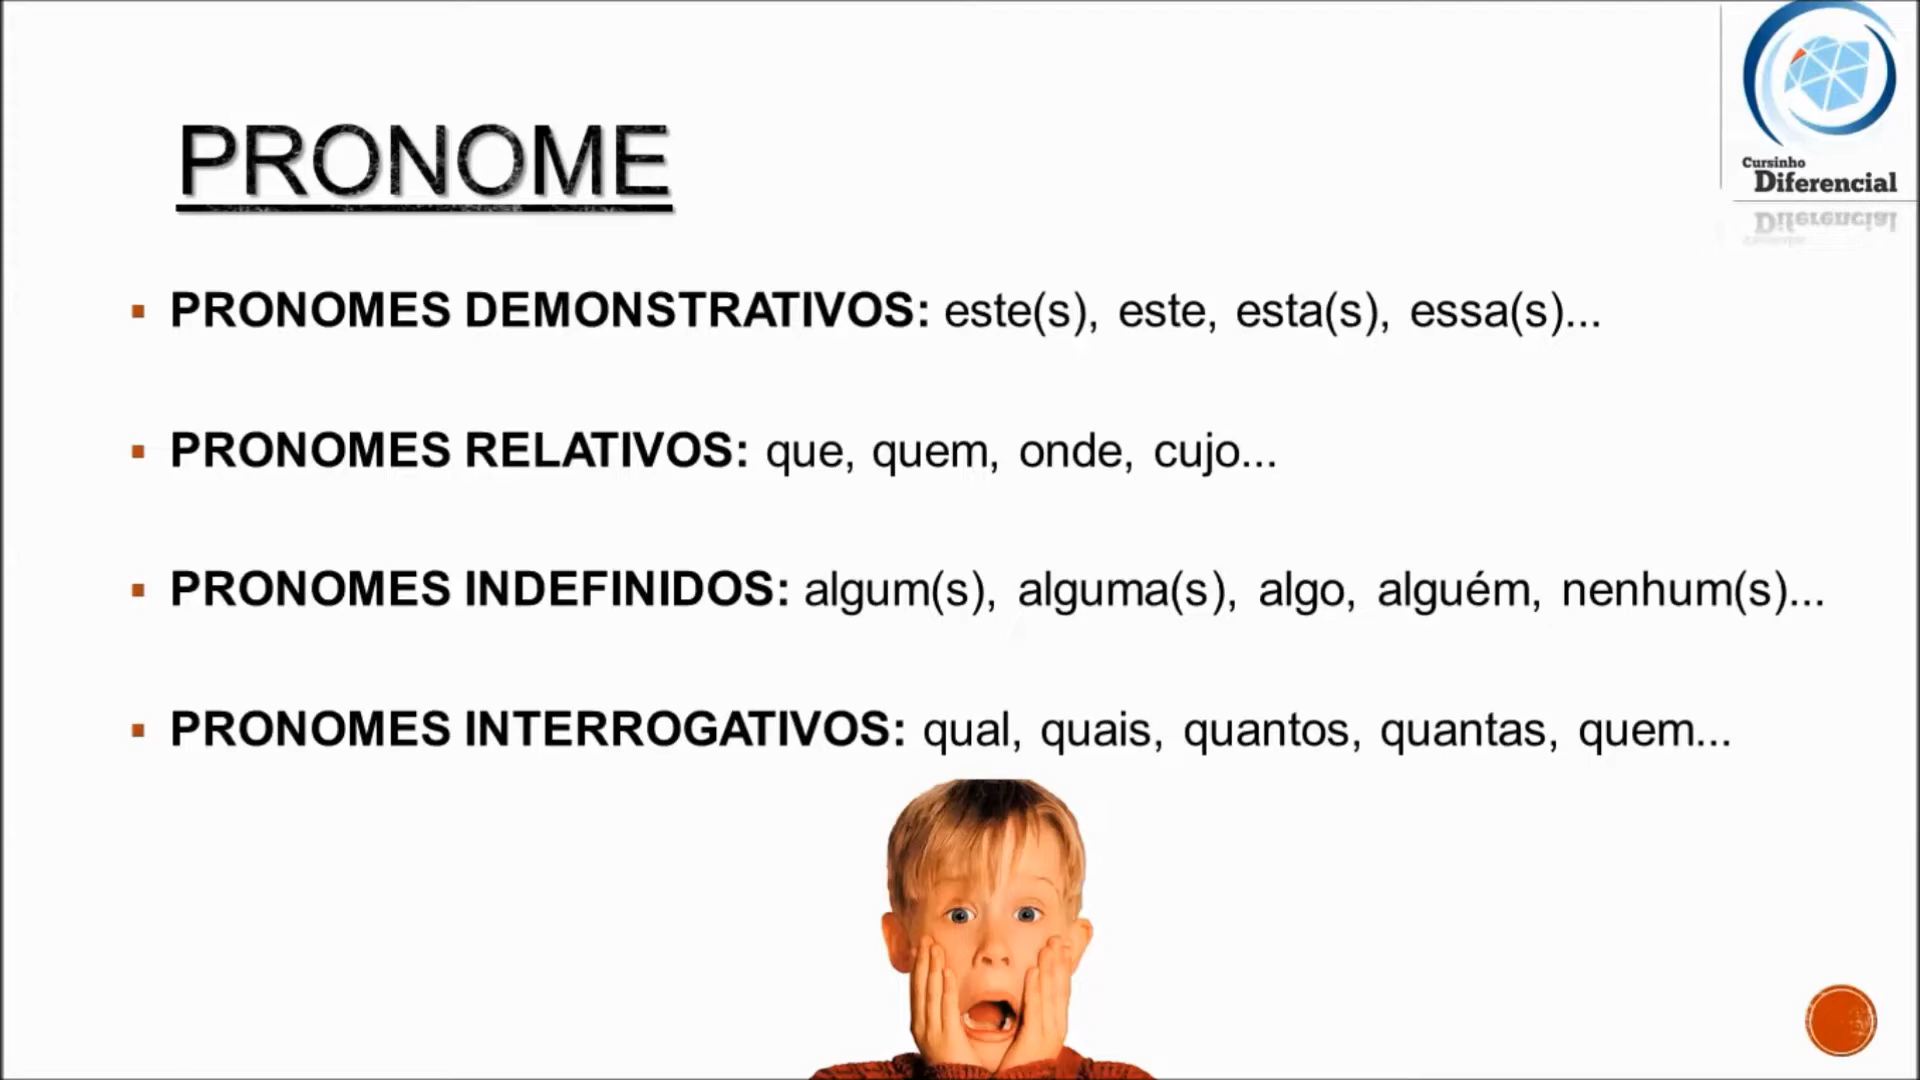 Cursinho
Diferencial
PRONOME
▪ PRONOMES DEMONSTRATIVOS: este(s), este, esta(s), essa(s)...
▪ PRONOMES RELATIVOS: que, quem, onde, cujo...
▪ PRONOMES INDEFINIDOS: algum(s), alguma(s), algo, alguém, nenhum(s)...
▪ PRONOMES INTERROGATIVOS: qual, quais, quantos, quantas, quem...